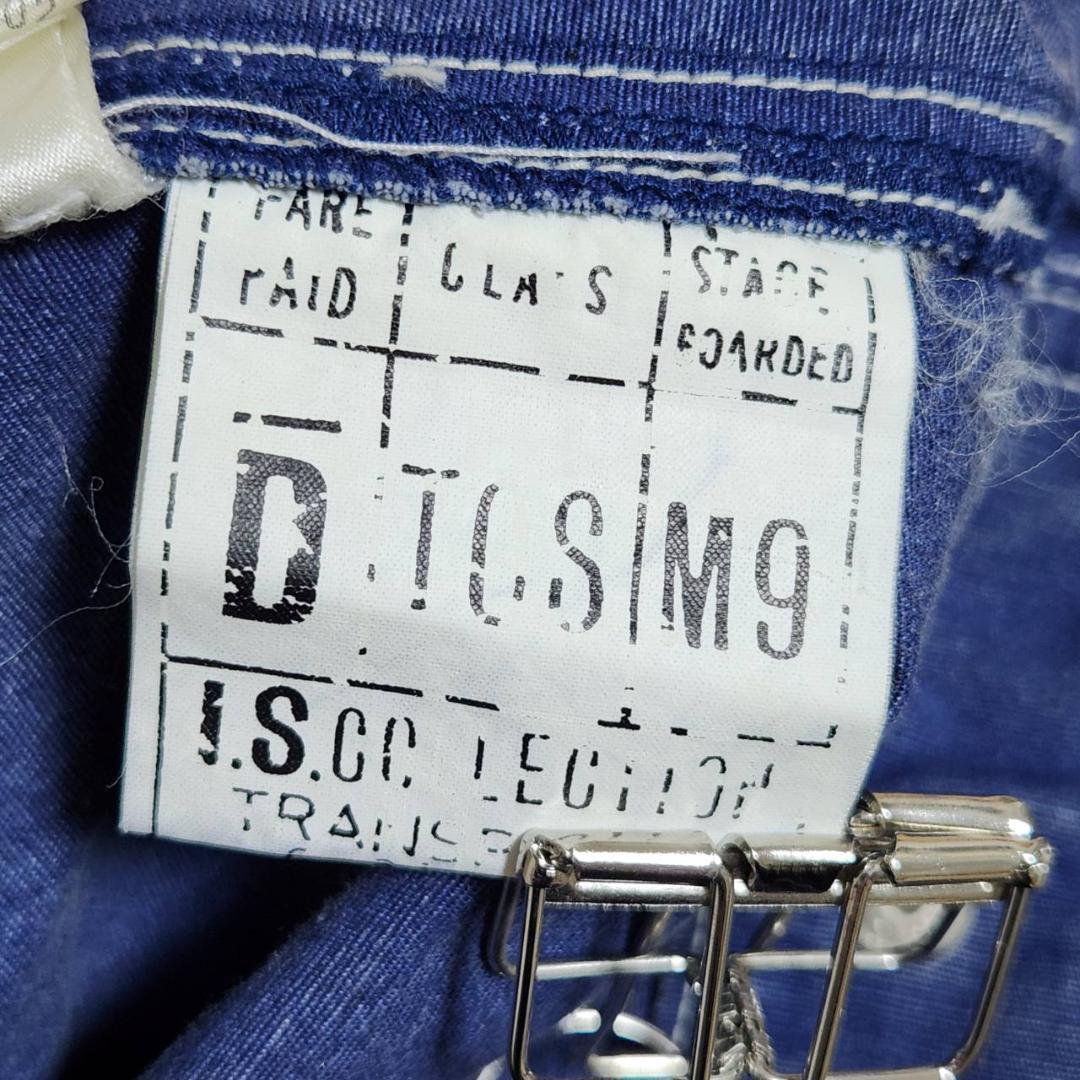 FARE CLASS STAGE
PAID BOARDED
D TCS M9
I.S.COLLECTION